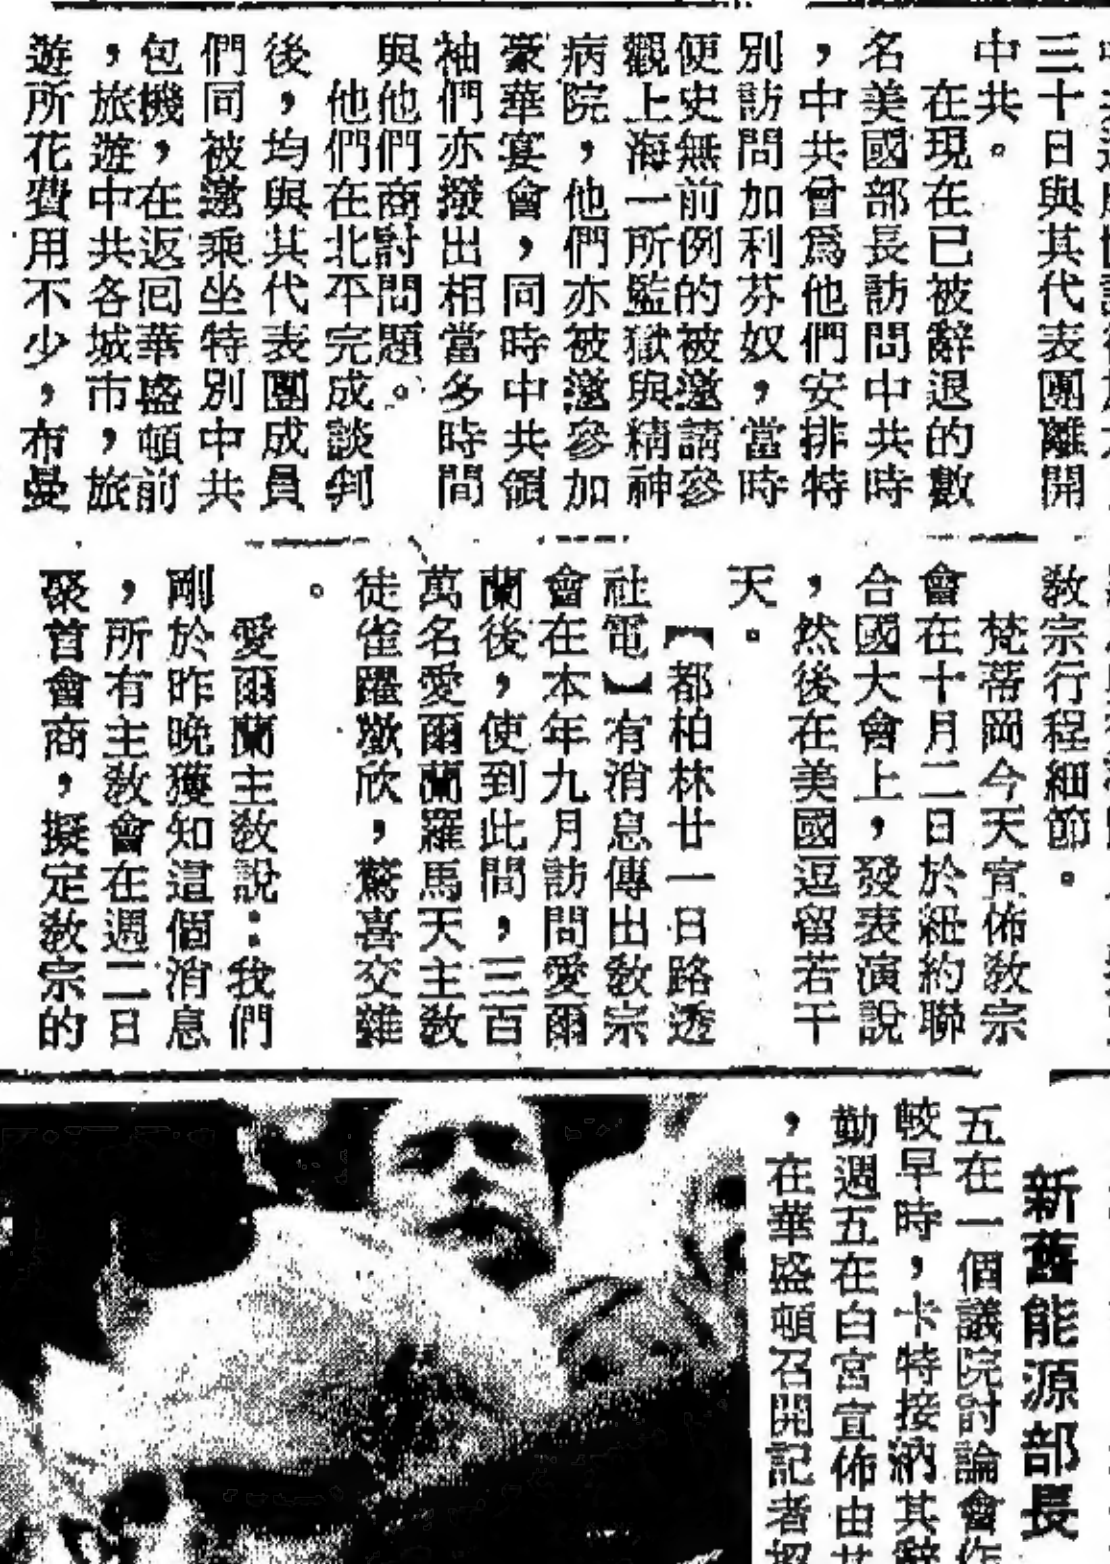 三十日與其代表團離開
中共。
在現在已被辭退的數
名美國部長訪問中共時
，中共曾爲他們安排特
別訪問加利芬奴，當時
便史無前例的被邀請參
觀上海一所監獄與精神
病院，他們亦被邀參加
豪華宴會，同時中共領
袖們亦撥出相當多時間
與他們商討問題。
他們在北平完成談判
後，均與其代表團成員
們同被邀乘坐特別中共
包機，在返回華盛頓前
，旅遊中共各城市，旅
遊所花費用不少，布曼
教宗行程細節。
梵蒂岡今天宣佈教宗
會在十月二日於紐約聯
合國大會上，發表演說
，然後在美國逗留若干
天。
【都柏林廿一日路透
社電】有消息傳出教宗
會在本年九月訪問愛爾
蘭後，使到此間，三百
萬名愛爾蘭羅馬天主教
徒雀躍歡欣，驚喜交雜
。
愛爾蘭主教說：我們
剛於昨晚獲知這個消息
，所有主教會在週二日
聚首會商，擬定教宗的
新舊能源部長
五在一個議院討論會作
較早時，卡特接納其辭
勤週五在白宮宣佈由
，在華盛頓召開記者招